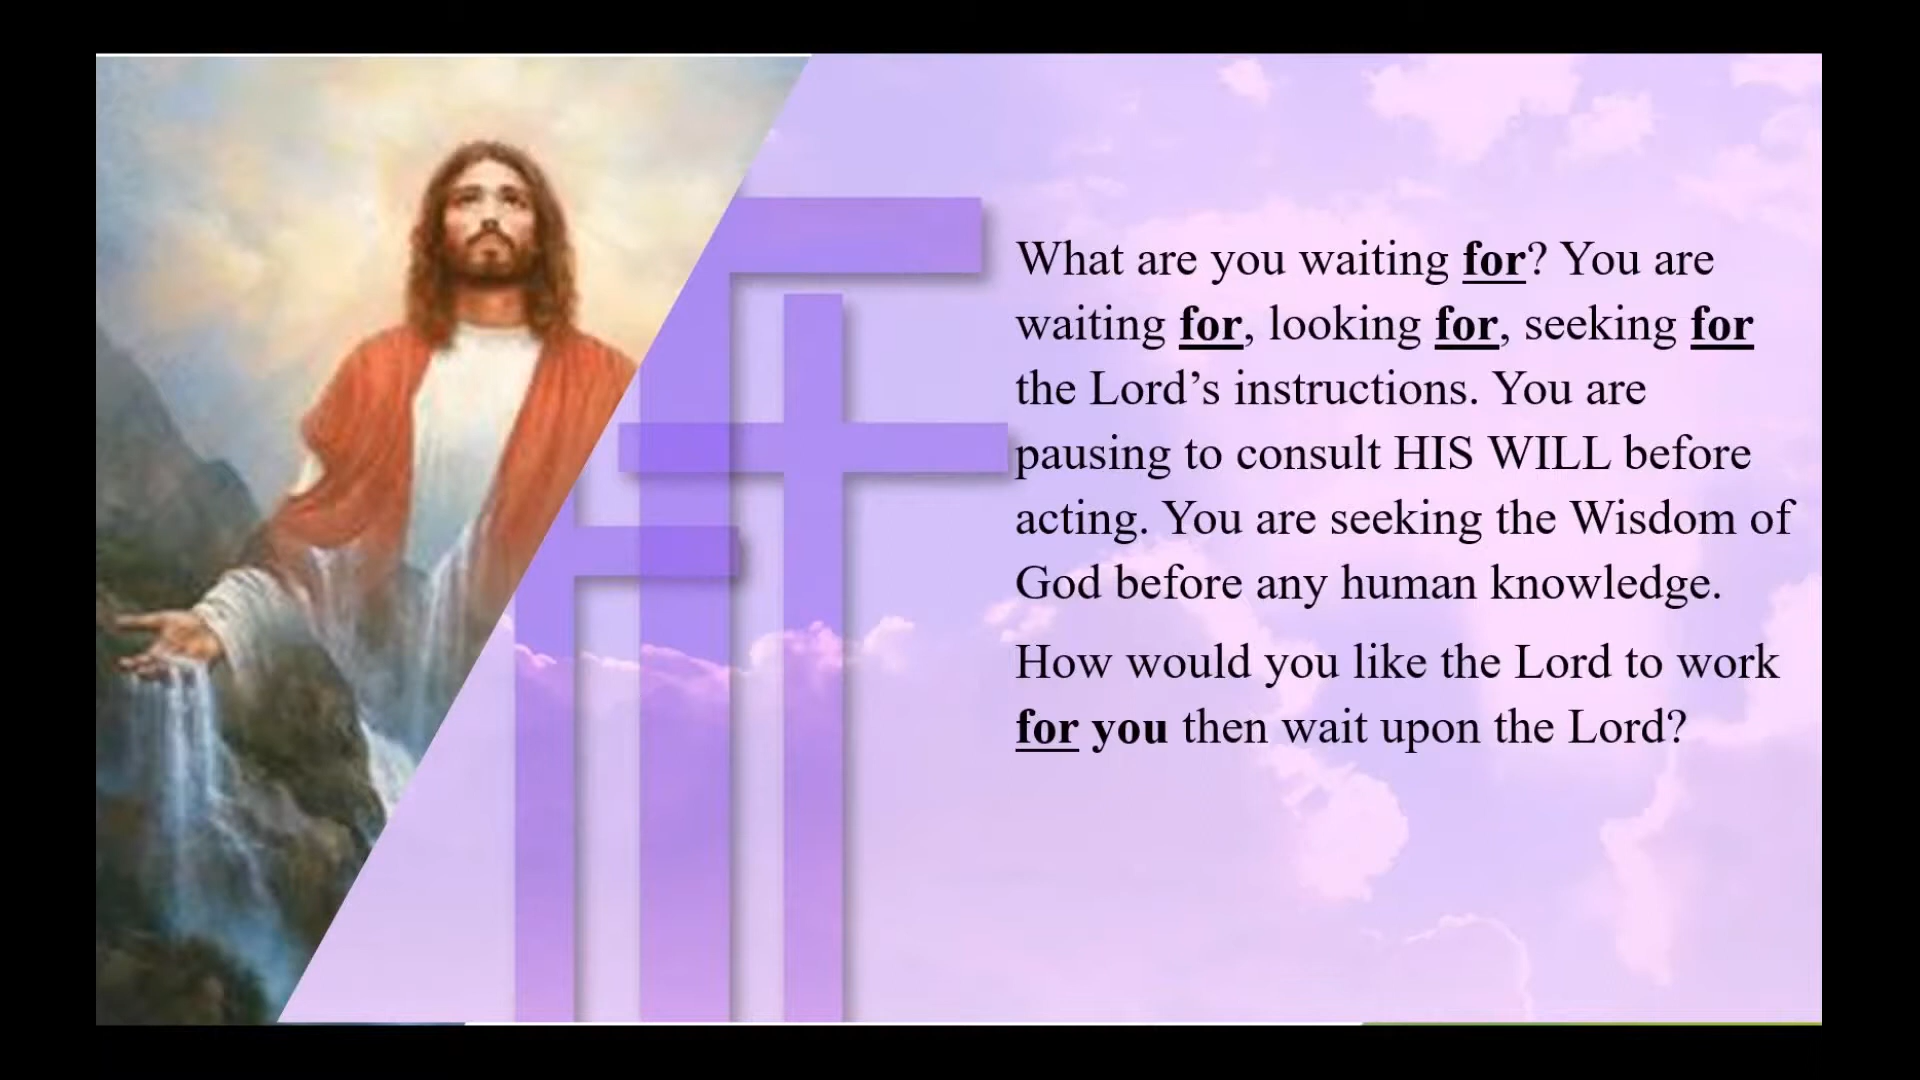 What are you waiting for? You are
waiting for, looking for, seeking for
the Lord’s instructions. You are
pausing to consult HIS WILL before
acting. You are seeking the Wisdom of
God before any human knowledge.
How would you like the Lord to work
for you then wait upon the Lord?